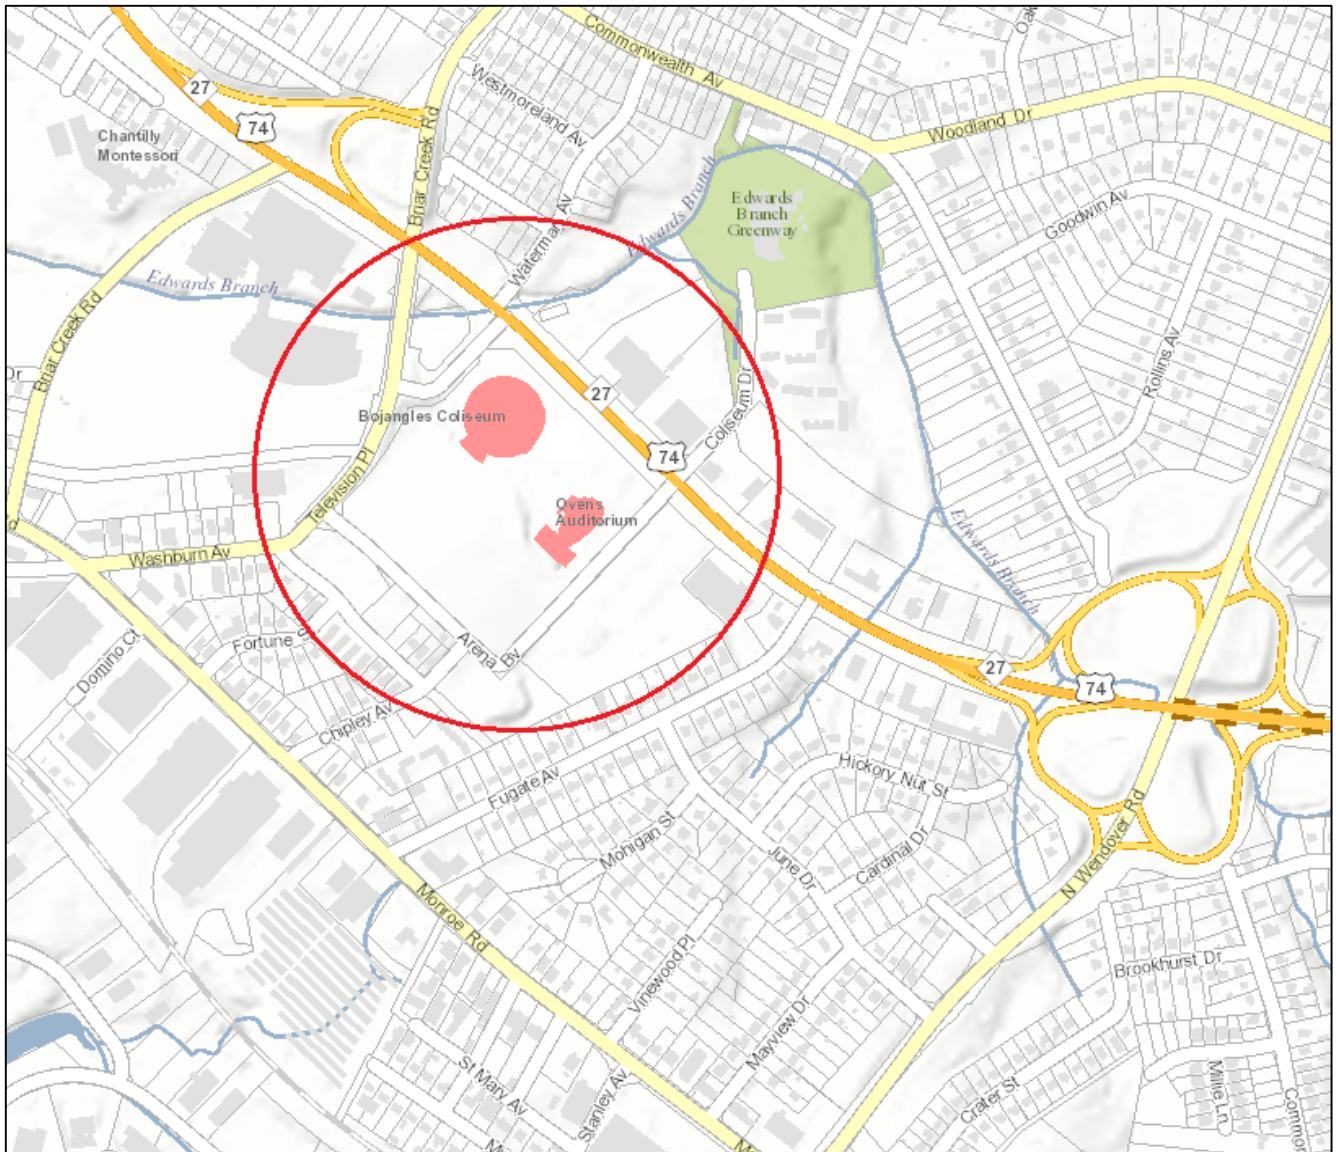 Commonwealth Av
Oak
27
74
Westmoreland Av
Woodland Dr
Chantilly
Montessori
Briar Creek Rd
Edwards Branch
Edwards
Branch
Greenway
Goodwin Av
Waterman Av
Edwards Branch
Briar Creek Rd
Dr
Rollins Av
27
Bojangles Coliseum
Coliseum Dr
74
Television Pl
Ovens
Auditorium
Edwards Branch
Washburn Av
Fortune S
Arena Bv
Domino Ct
27
74
Chipley Av
Fugate Av
Hickory Nut St
Mohigan St
June Dr
Cardinal Dr
N Wendover Rd
Monroe Rd
Vinewood Pl
Brookhurst Dr
Mayview Dr
St Mary Av
Stanley Av
Crater St
Millie Ln
Common